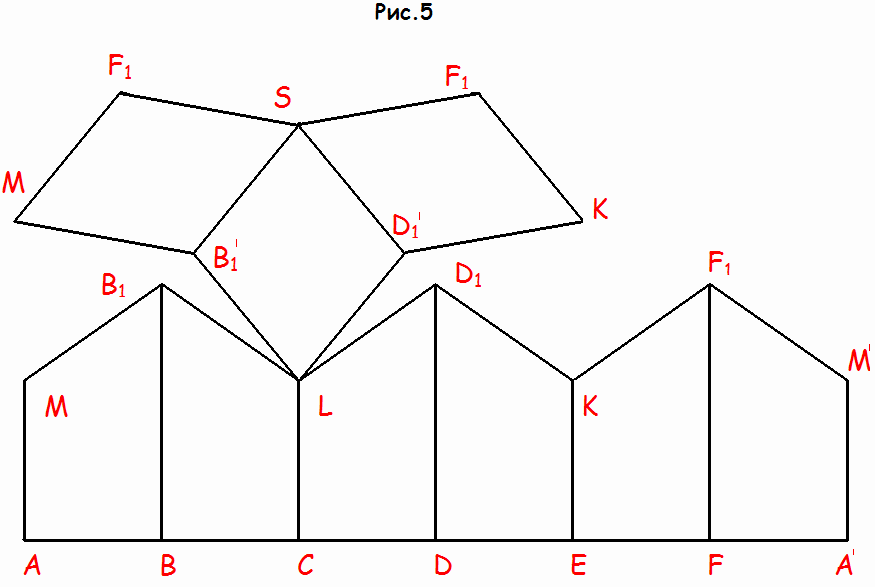 Рис.5
F₁ S F₁
M K
B₁' D₁'
B₁ D₁ F₁
M L K M'
A B C D E F A'